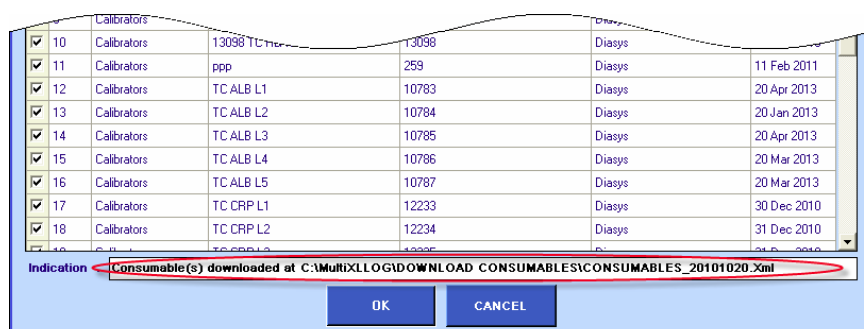 Calibrators
10 Calibrators 13098 13098 Diasys
11 Calibrators ppp 259 Diasys 11 Feb 2011
12 Calibrators TC ALB L1 10783 Diasys 20 Apr 2013
13 Calibrators TC ALB L2 10784 Diasys 20 Jan 2013
14 Calibrators TC ALB L3 10785 Diasys 20 Apr 2013
15 Calibrators TC ALB L4 10786 Diasys 20 Mar 2013
16 Calibrators TC ALB L5 10787 Diasys 20 Mar 2013
17 Calibrators TC CRP L1 12233 Diasys 30 Dec 2010
18 Calibrators TC CRP L2 12234 Diasys 31 Dec 2010
Indication Consumable(s) downloaded at C:\MultiXLLOG\DOWNLOAD CONSUMABLES\CONSUMABLES_20101020.Xml
OK CANCEL